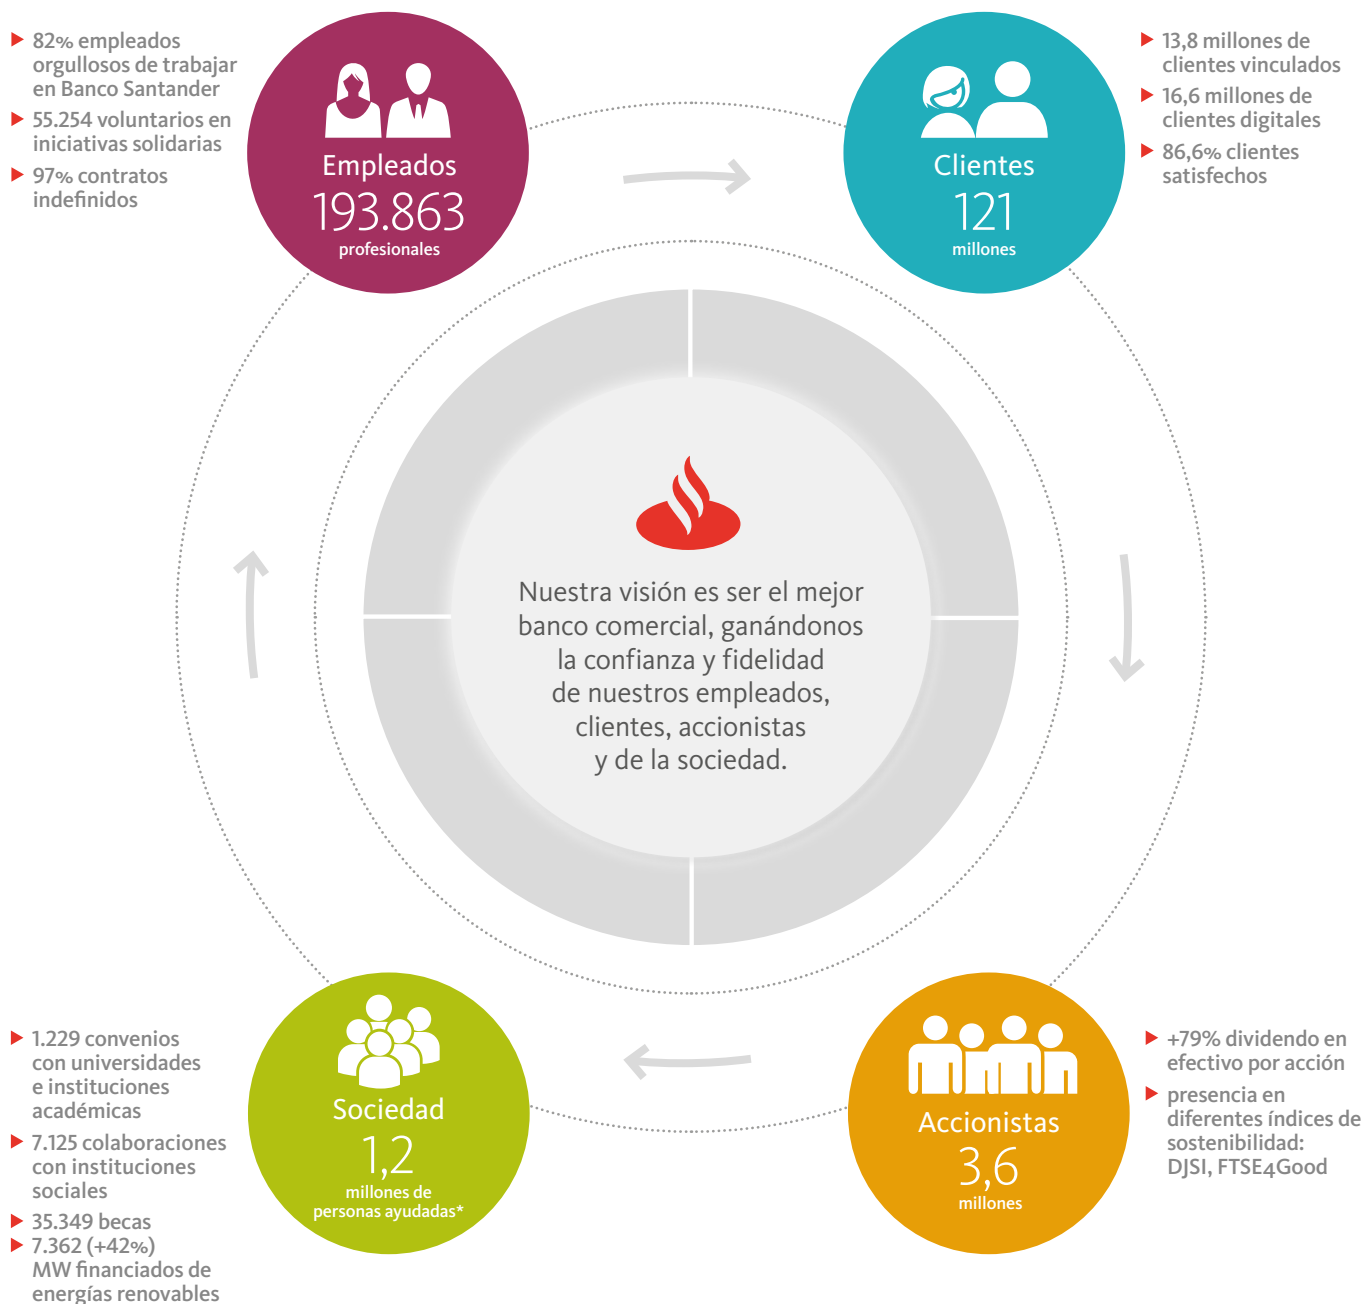 82% empleados
orgullosos de trabajar
en Banco Santander
55.254 voluntarios en
iniciativas solidarias
97% contratos
indefinidos
Empleados
193.863
profesionales
Clientes
121
millones
13,8 millones de
clientes vinculados
16,6 millones de
clientes digitales
86,6% clientes
satisfechos
Nuestra visión es ser el mejor
banco comercial, ganándonos
la confianza y fidelidad
de nuestros empleados,
clientes, accionistas
y de la sociedad.
1.229 convenios
con universidades
e instituciones
académicas
7.125 colaboraciones
con instituciones
sociales
35.349 becas
7.362 (+42%)
MW financiados de
energías renovables
Sociedad
1,2
millones de
personas ayudadas*
Accionistas
3,6
millones
+79% dividendo en
efectivo por acción
presencia en
diferentes índices de
sostenibilidad:
DJSI, FTSE4Good